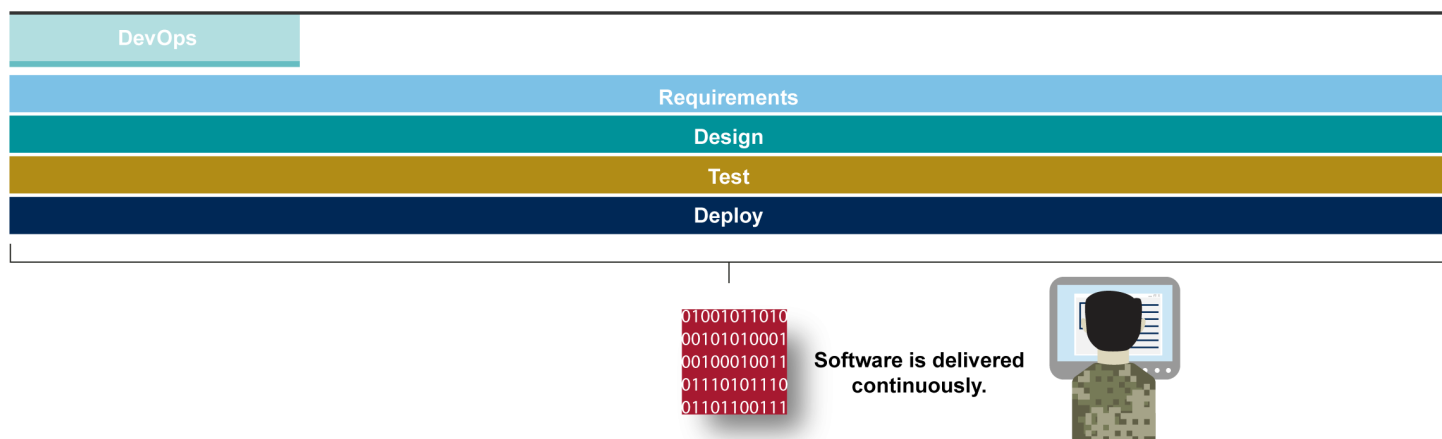 DevOps
Requirements
Design
Test
Deploy
01001011010
00101010001
00100010011
01110101110
01101100111
Software is delivered
continuously.